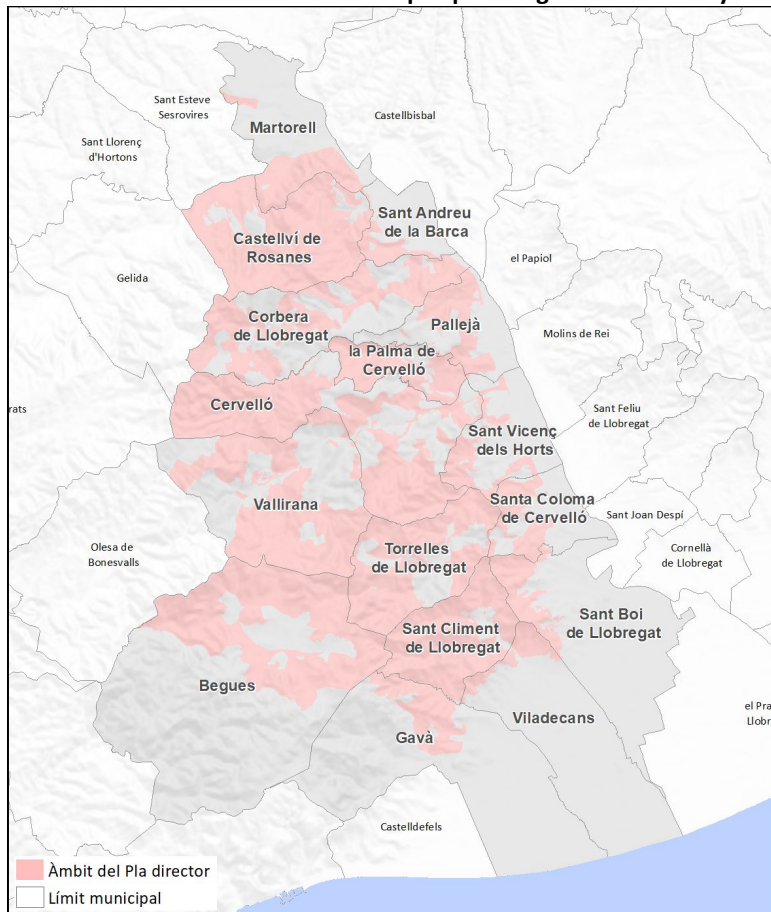 Sant Esteve
Sesrovires
Martorell
Castellbisbal
Sant Llorenç
d'Hortons
Sant Andreu
de la Barca
Castellví de
Rosanes
el Papiol
Gelida
Corbera
de Llobregat
Pallejà
Molins de Rei
la Palma de
Cervelló
Cervelló
rats
Sant Feliu
de Llobregat
Sant Vicenç
dels Horts
Vallirana
Santa Coloma
de Cervelló
Sant Joan Despí
Olesa de
Bonesvalls
Torrelles
de Llobregat
Cornellà
de Llobregat
Sant Boi
de Llobregat
Sant Climent
de Llobregat
Begues
el Pra
Llobr
Viladecans
Gavà
Castelldefels
Àmbit del Pla director
Límit municipal